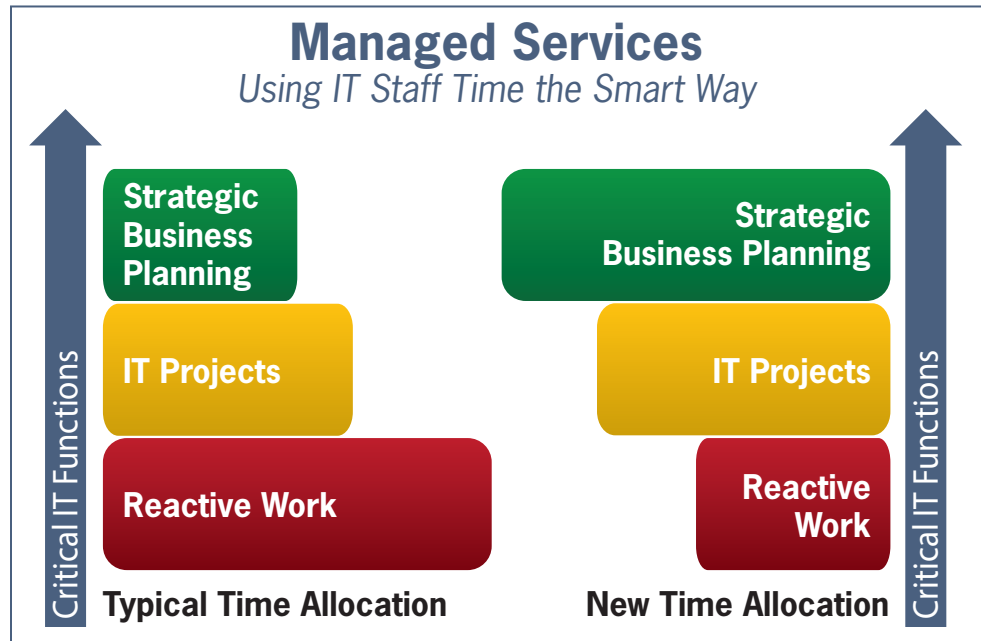 Managed Services
Using IT Staff Time the Smart Way
Critical IT Functions
Strategic
Business
Planning
IT Projects
Reactive Work
Typical Time Allocation
Strategic
Business Planning
IT Projects
Reactive
Work
New Time Allocation
Critical IT Functions